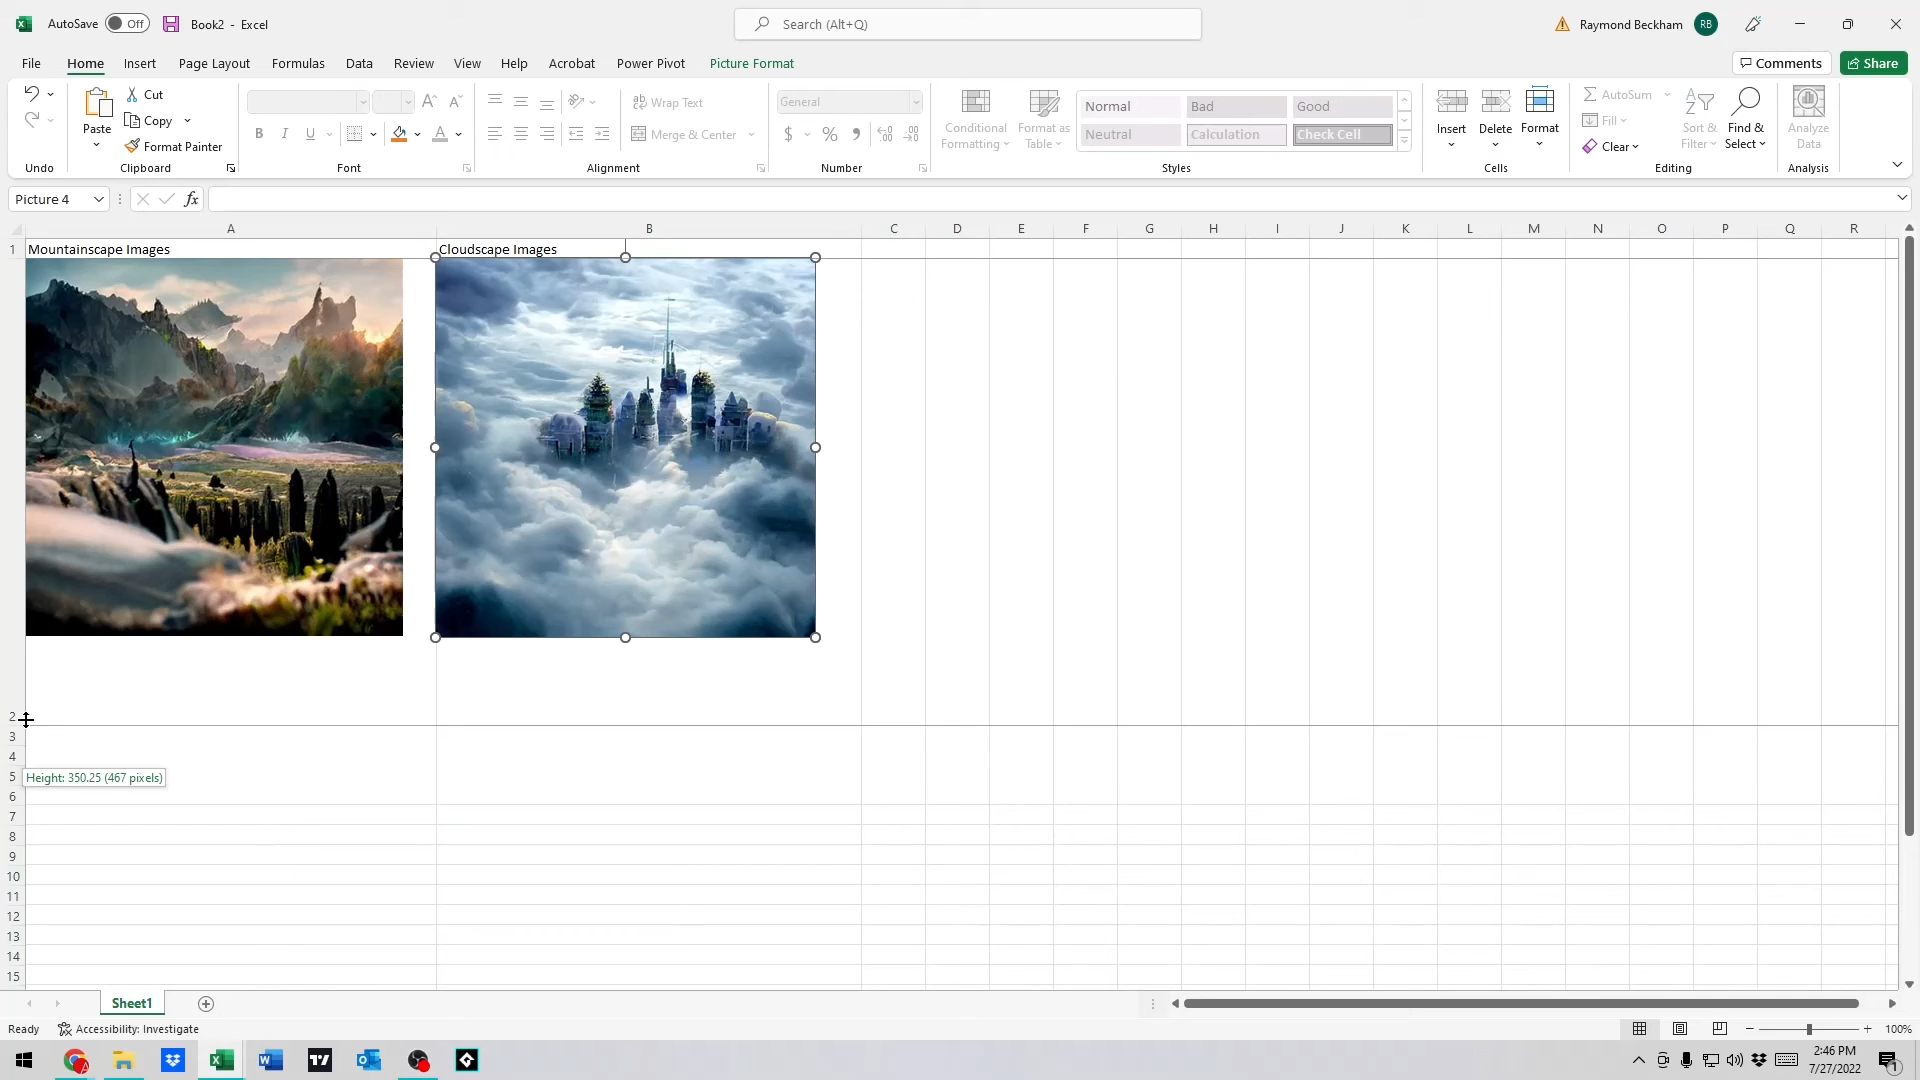 AutoSave Off Book2 - Excel Search (Alt+Q) Raymond Beckham RB
File Home Insert Page Layout Formulas Data Review View Help Acrobat Power Pivot Picture Format Comments Share
Paste Cut Copy Format Painter
Undo Clipboard Font Alignment Number Styles Cells Editing Analysis
B I U A
Wrap Text
Merge & Center
General
$ % 9
Conditional Formatting
Format as Table
Normal Bad Good
Neutral Calculation Check Cell
Insert Delete Format
AutoSum
Fill
Clear
Sort & Filter
Find & Select
Analyze Data
Picture 4 fx
A B C D E F G H I J K L M N O P Q R
1 Mountainscape Images Cloudscape Images
2
3
4
5 Height: 350.25 (467 pixels)
6
7
8
9
10
11
12
13
14
15
Sheet1
Ready Accessibility: Investigate 100%
2:46 PM
7/27/2022